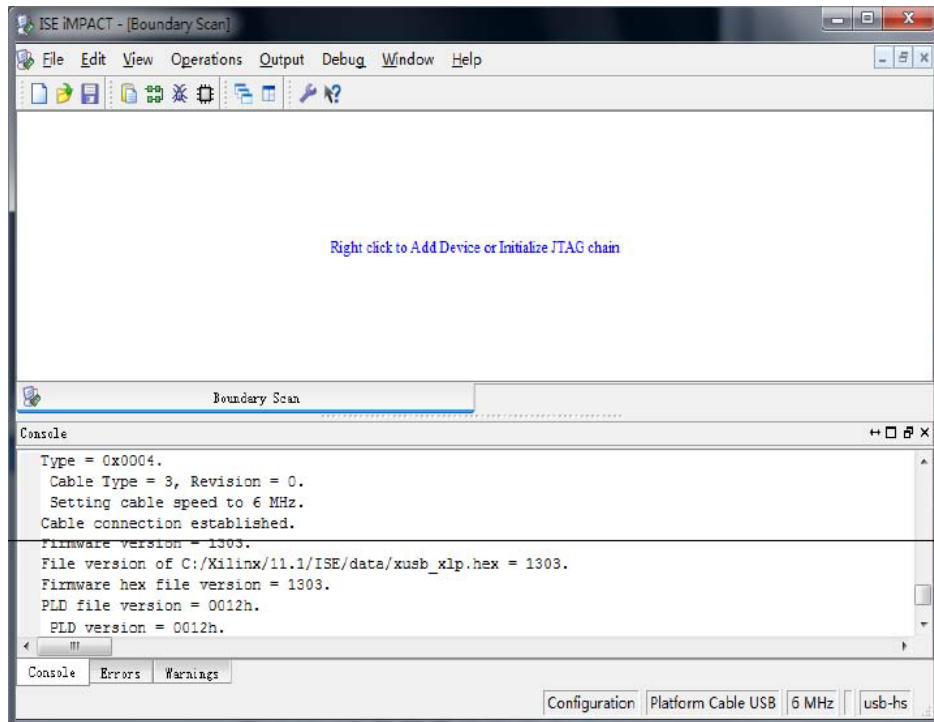 ISE iMPACT - [Boundary Scan]
File Edit View Operations Output Debug Window Help
Right click to Add Device or Initialize JTAG chain
Boundary Scan
Console
Type = 0x0004.
Cable Type = 3, Revision = 0.
Setting cable speed to 6 MHz.
Cable connection established.
Firmware version = 1303.
File version of C:/Xilinx/11.1/ISE/data/xusb_xlp.hex = 1303.
Firmware hex file version = 1303.
PLD file version = 0012h.
PLD version = 0012h.
Console Errors Warnings
Configuration Platform Cable USB 6 MHz usb-hs